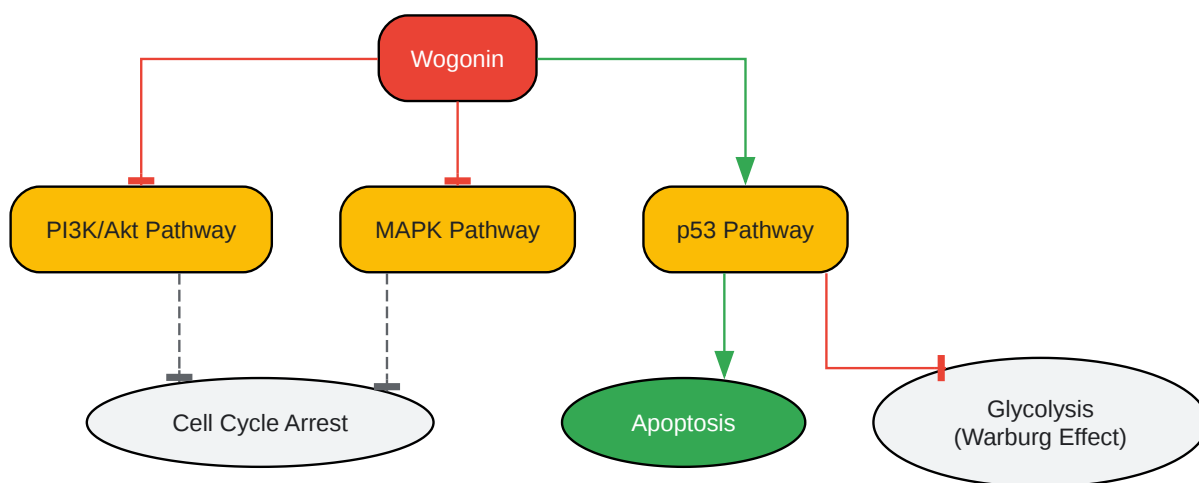 Wogonin
PI3K/Akt Pathway
MAPK Pathway
p53 Pathway
Cell Cycle Arrest
Apoptosis
Glycolysis
(Warburg Effect)